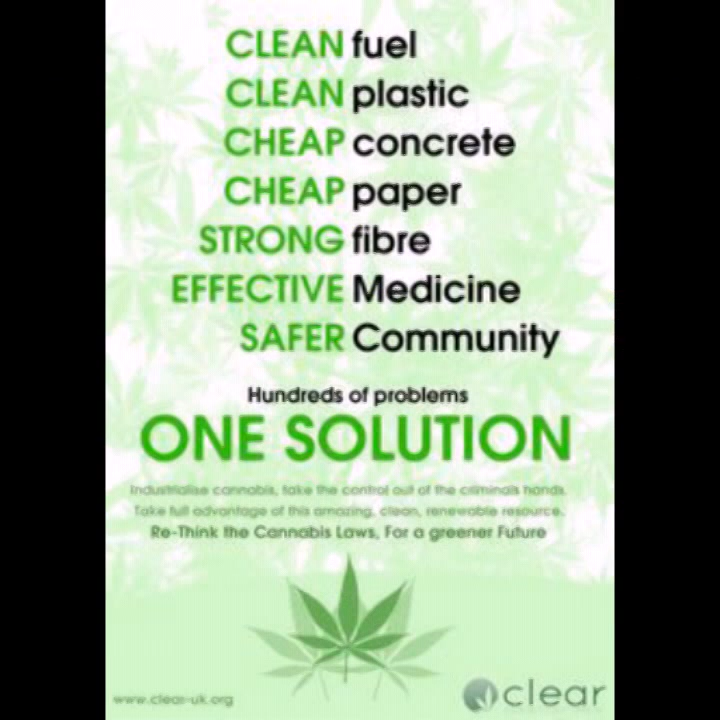 CLEAN fuel
CLEAN plastic
CHEAP concrete
CHEAP paper
STRONG fibre
EFFECTIVE Medicine
SAFER Community
Hundreds of problems
ONE SOLUTION
Industrialise cannabis, take the control out of the criminals hands.
Take full advantage of this amazing, clean, renewable resource.
Re-Think the Cannabis Laws, For a greener Future
www.clear-uk.org
clear